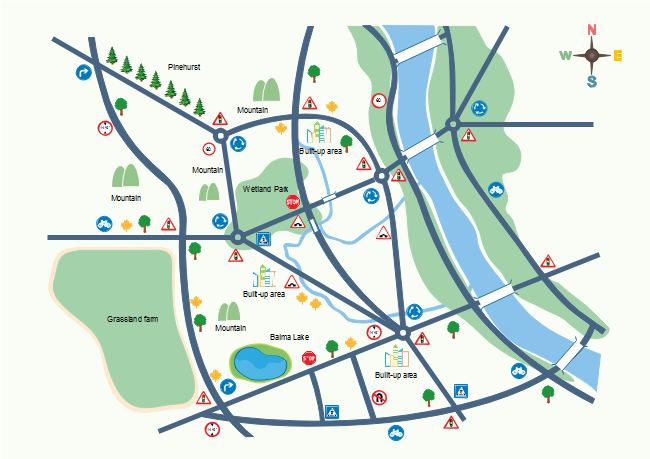 N
W E
S
Pinehurst
Mountain
Built-up area
Mountain
Wetland Park
STOP
Mountain
Built-up area
Grassland farm
Mountain
Balma Lake
STOP
Built-up area